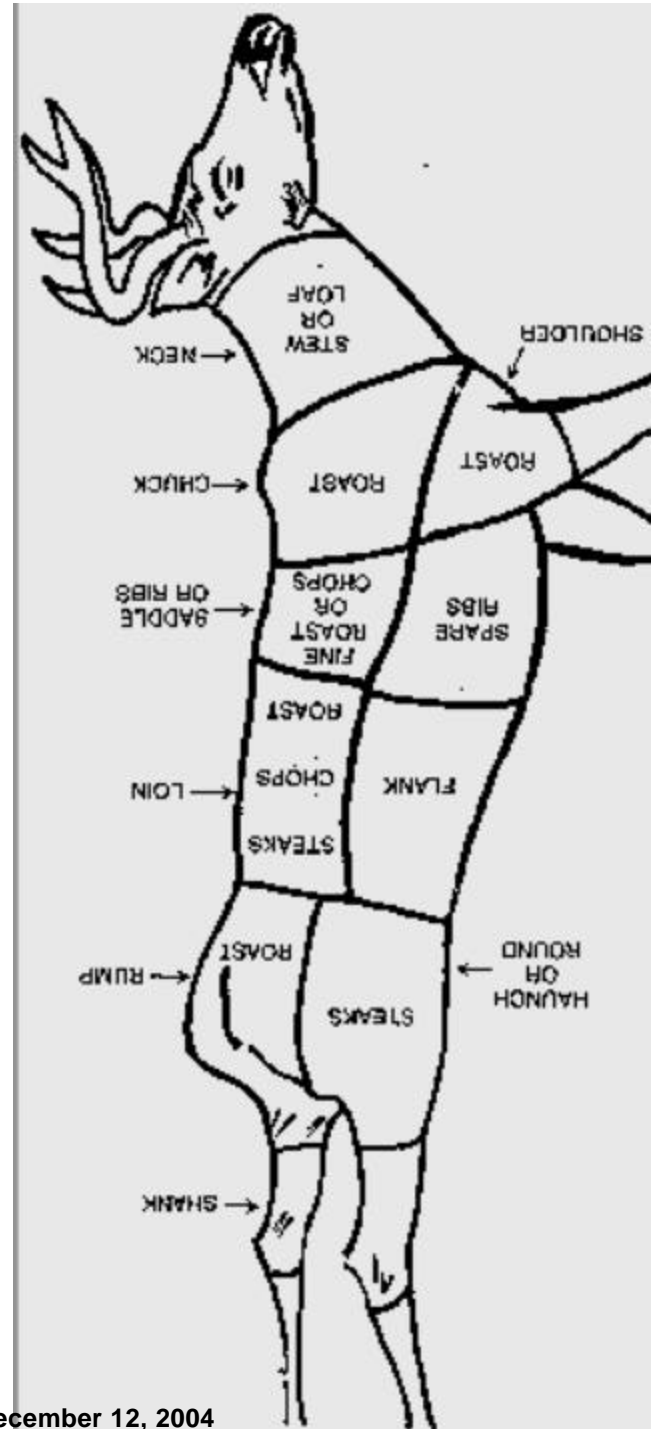 STEW
OR
LOAF
SHOULDER
NECK
ROAST
ROAST
CHUCK
SADDLE
OR RIBS
FINE
ROAST
OR
CHOPS
SPARE
RIBS
LOIN
STEAKS
CHOPS
ROAST
FLANK
RUMP
ROAST
STEAKS
HAUNCH
OR
ROUND
SHANK
ecember 12, 2004